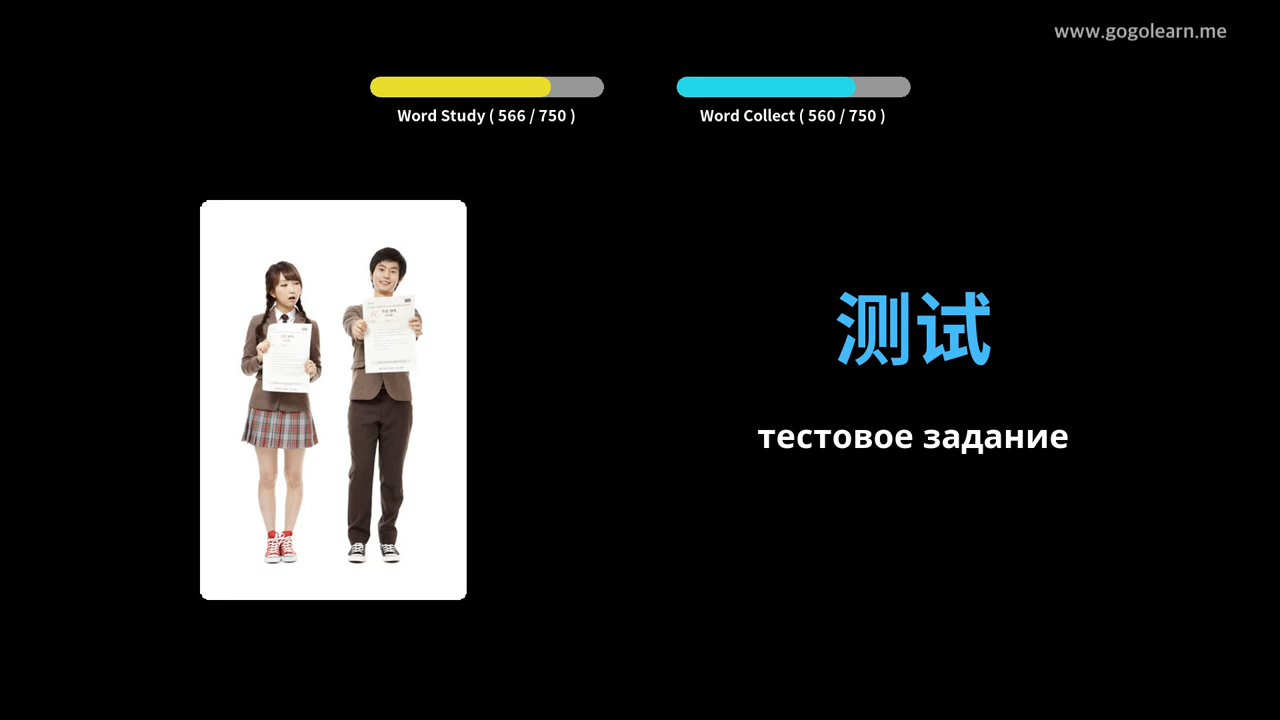 www.gogolearn.me
Word Study ( 566 / 750 )
Word Collect ( 560 / 750 )
测试
тестовое задание